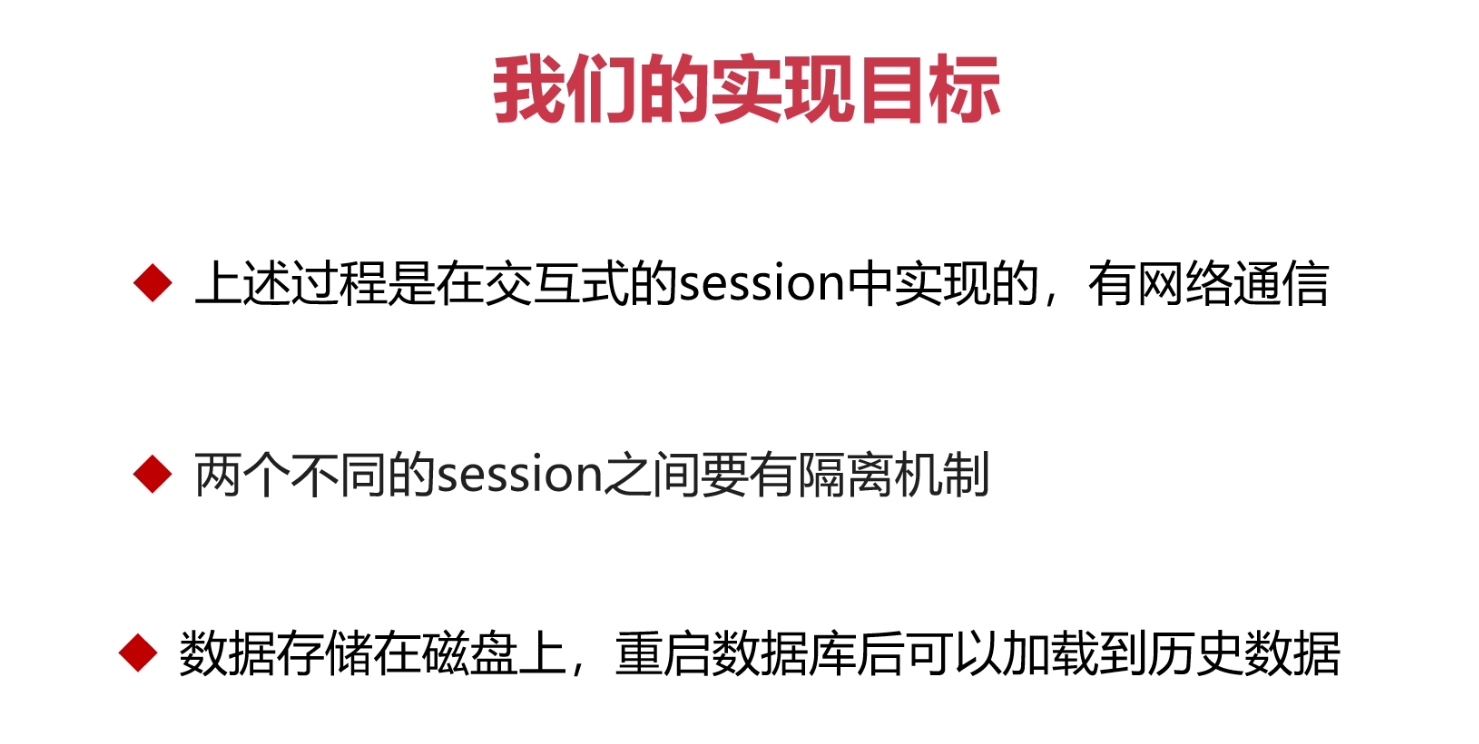 我们的实现目标
上述过程是在交互式的session中实现的，有网络通信
两个不同的session之间要有隔离机制
数据存储在磁盘上，重启数据库后可以加载到历史数据